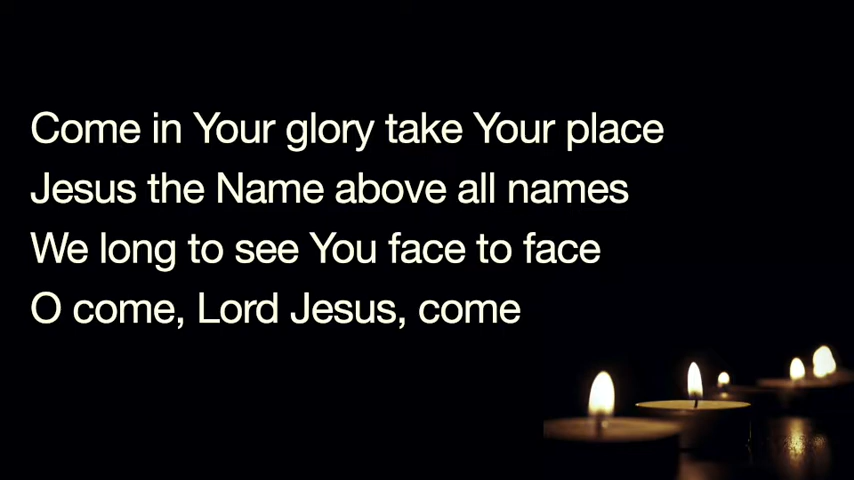 Come in Your glory take Your place
Jesus the Name above all names
We long to see You face to face
O come, Lord Jesus, come